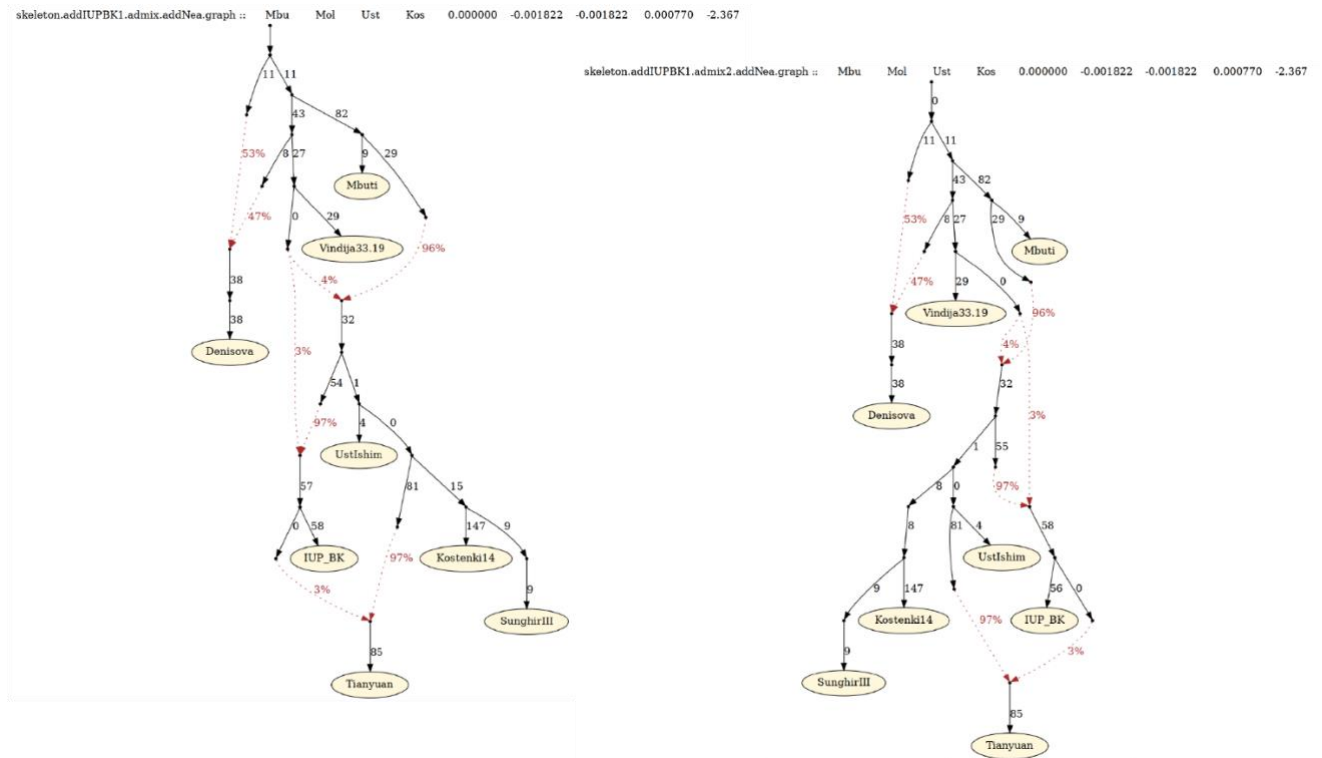 skeleton.addIUPBK1.admix.addNea.graph :: Mbu Mol Ust Kos 0.000000 -0.001822 -0.001822 0.000770 -2.367
11 11
43 82
53% 8 27 9 29
Mbuti
47% 0 29
Vindija33.19 96%
4%
38
32
38
3%
Denisova
54 1
97% 4 0
UstIshim
57 81 15
0 58 147 9
IUP_BK 97% Kostenki14
3% 9
SunghirIII
85
Tianyuan
skeleton.addIUPBK1.admix2.addNea.graph :: Mbu Mol Ust Kos 0.000000 -0.001822 -0.001822 0.000770 -2.367
0
11 11
43 82
53% 8 27 29 9
Mbuti
47% 29 0
Vindija33.19 96%
38 4%
38 32
Denisova 3%
1 55
8 0 97%
8 81 4 58
UstIshim
9 147 56 0
Kostenki14 97% IUP_BK
9 3%
SunghirIII
85
Tianyuan